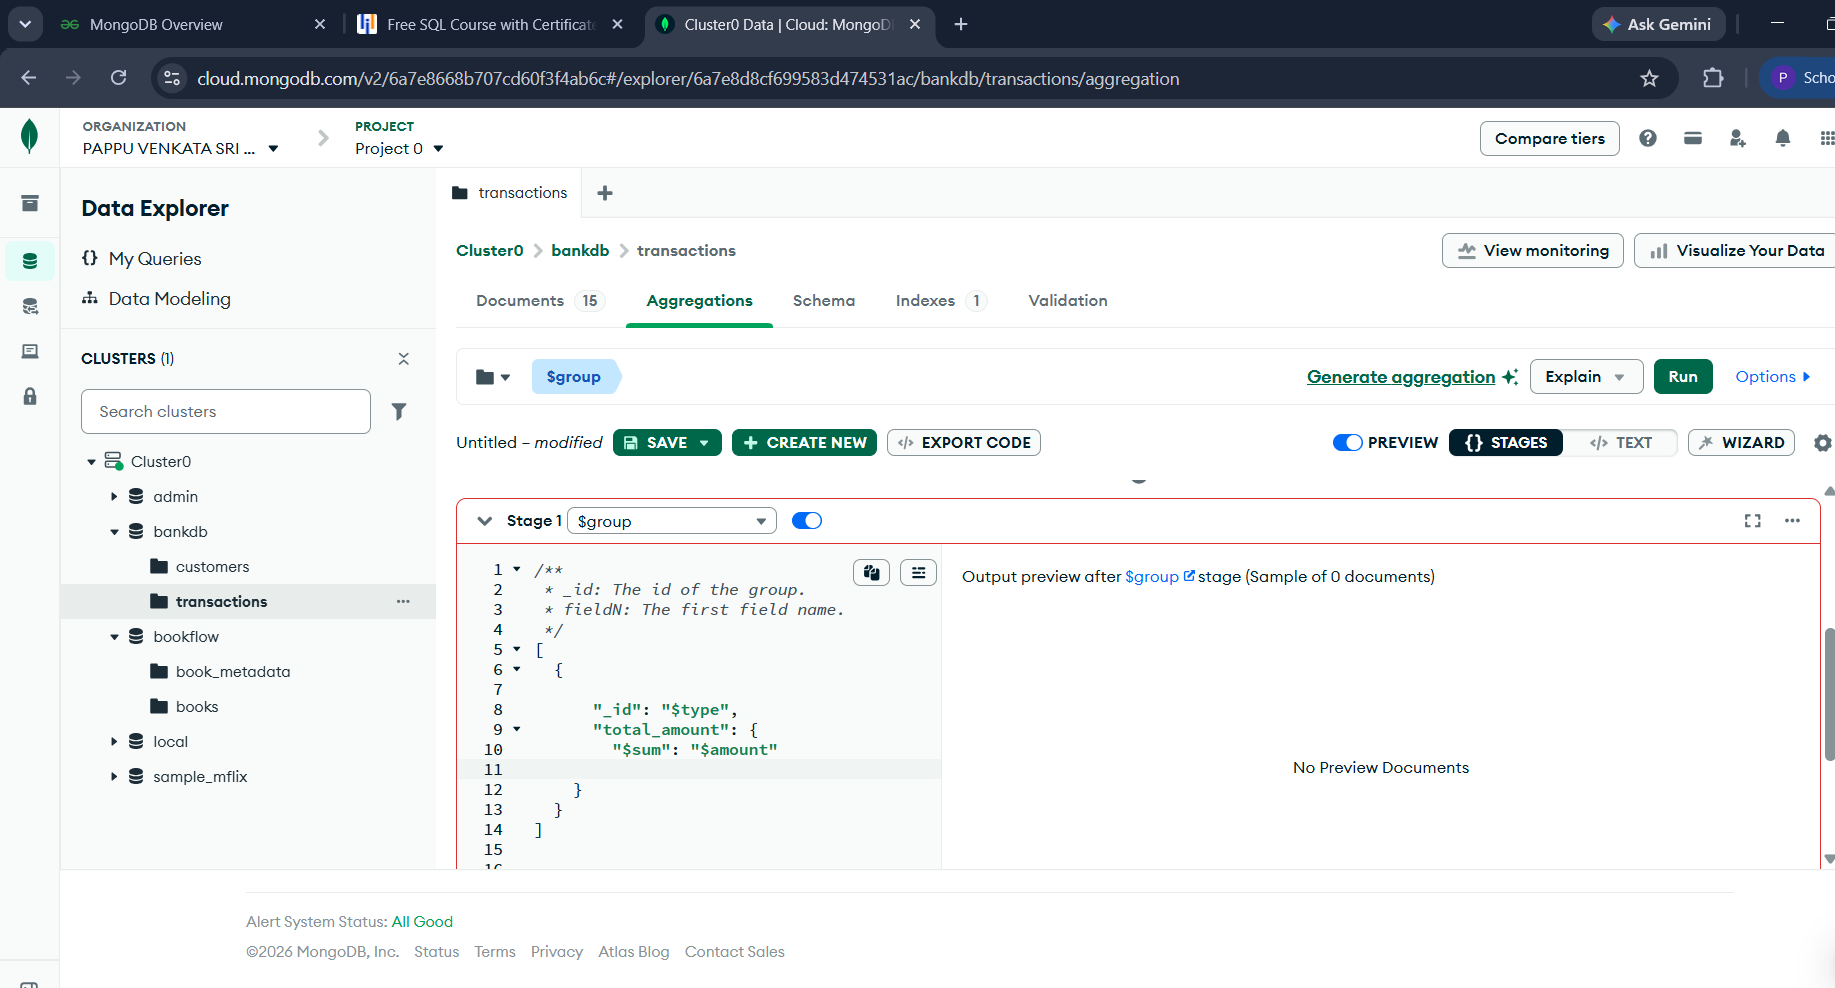 MongoDB Overview
Free SQL Course with Certificate
Cluster0 Data | Cloud: MongoD
Ask Gemini
cloud.mongodb.com/v2/6a7e8668b707cd60f3f4ab6c#/explorer/6a7e8d8cf699583d474531ac/bankdb/transactions/aggregation
P
Scho
ORGANIZATION
PAPPU VENKATA SRI ...
PROJECT
Project 0
Compare tiers
Data Explorer
My Queries
Data Modeling
CLUSTERS (1)
Search clusters
Cluster0
admin
bankdb
customers
transactions
bookflow
book_metadata
books
local
sample_mflix
transactions
Cluster0 > bankdb > transactions
View monitoring
Visualize Your Data
Documents 15
Aggregations
Schema
Indexes 1
Validation
$group
Generate aggregation
Explain
Run
Options
Untitled – modified
SAVE
+ CREATE NEW
</> EXPORT CODE
PREVIEW
{} STAGES
</> TEXT
WIZARD
Stage 1
$group
1 /**
2 * _id: The id of the group.
3 * fieldN: The first field name.
4 */
5 [
6 {
7
8 "_id": "$type",
9 "total_amount": {
10 "$sum": "$amount"
11
12 }
13 }
14 ]
15
16
Output preview after $group stage (Sample of 0 documents)
No Preview Documents
Alert System Status: All Good
©2026 MongoDB, Inc. Status Terms Privacy Atlas Blog Contact Sales